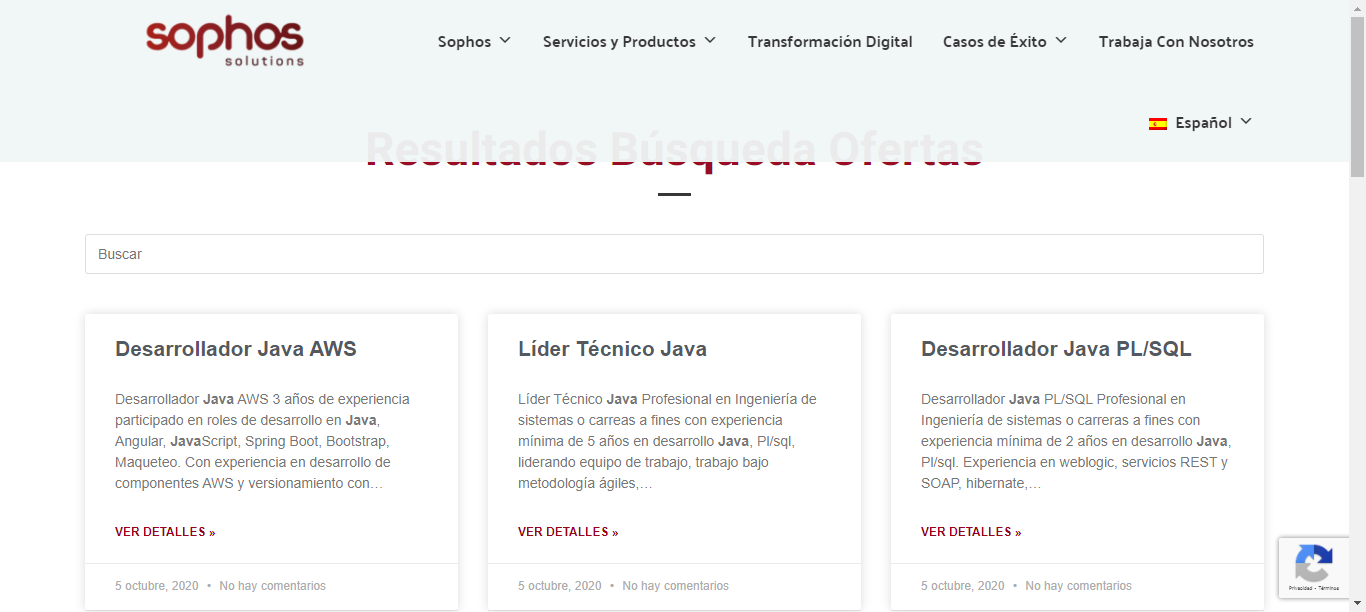 sophos
solutions
Sophos
Servicios y Productos
Transformación Digital
Casos de Éxito
Trabaja Con Nosotros
Español
Resultados Búsqueda Ofertas
Buscar
Desarrollador Java AWS
Desarrollador Java AWS 3 años de experiencia
participado en roles de desarrollo en Java,
Angular, JavaScript, Spring Boot, Bootstrap,
Maqueteo. Con experiencia en desarrollo de
componentes AWS y versionamiento con…
VER DETALLES »
5 octubre, 2020 • No hay comentarios
Líder Técnico Java
Líder Técnico Java Profesional en Ingeniería de
sistemas o carreas a fines con experiencia
mínima de 5 años en desarrollo Java, Pl/sql,
liderando equipo de trabajo, trabajo bajo
metodología ágiles,…
VER DETALLES »
5 octubre, 2020 • No hay comentarios
Desarrollador Java PL/SQL
Desarrollador Java PL/SQL Profesional en
Ingeniería de sistemas o carreras a fines con
experiencia mínima de 2 años en desarrollo Java,
Pl/sql. Experiencia en weblogic, servicios REST y
SOAP, hibernate,…
VER DETALLES »
5 octubre, 2020 • No hay comentarios
Privacidad - Términos